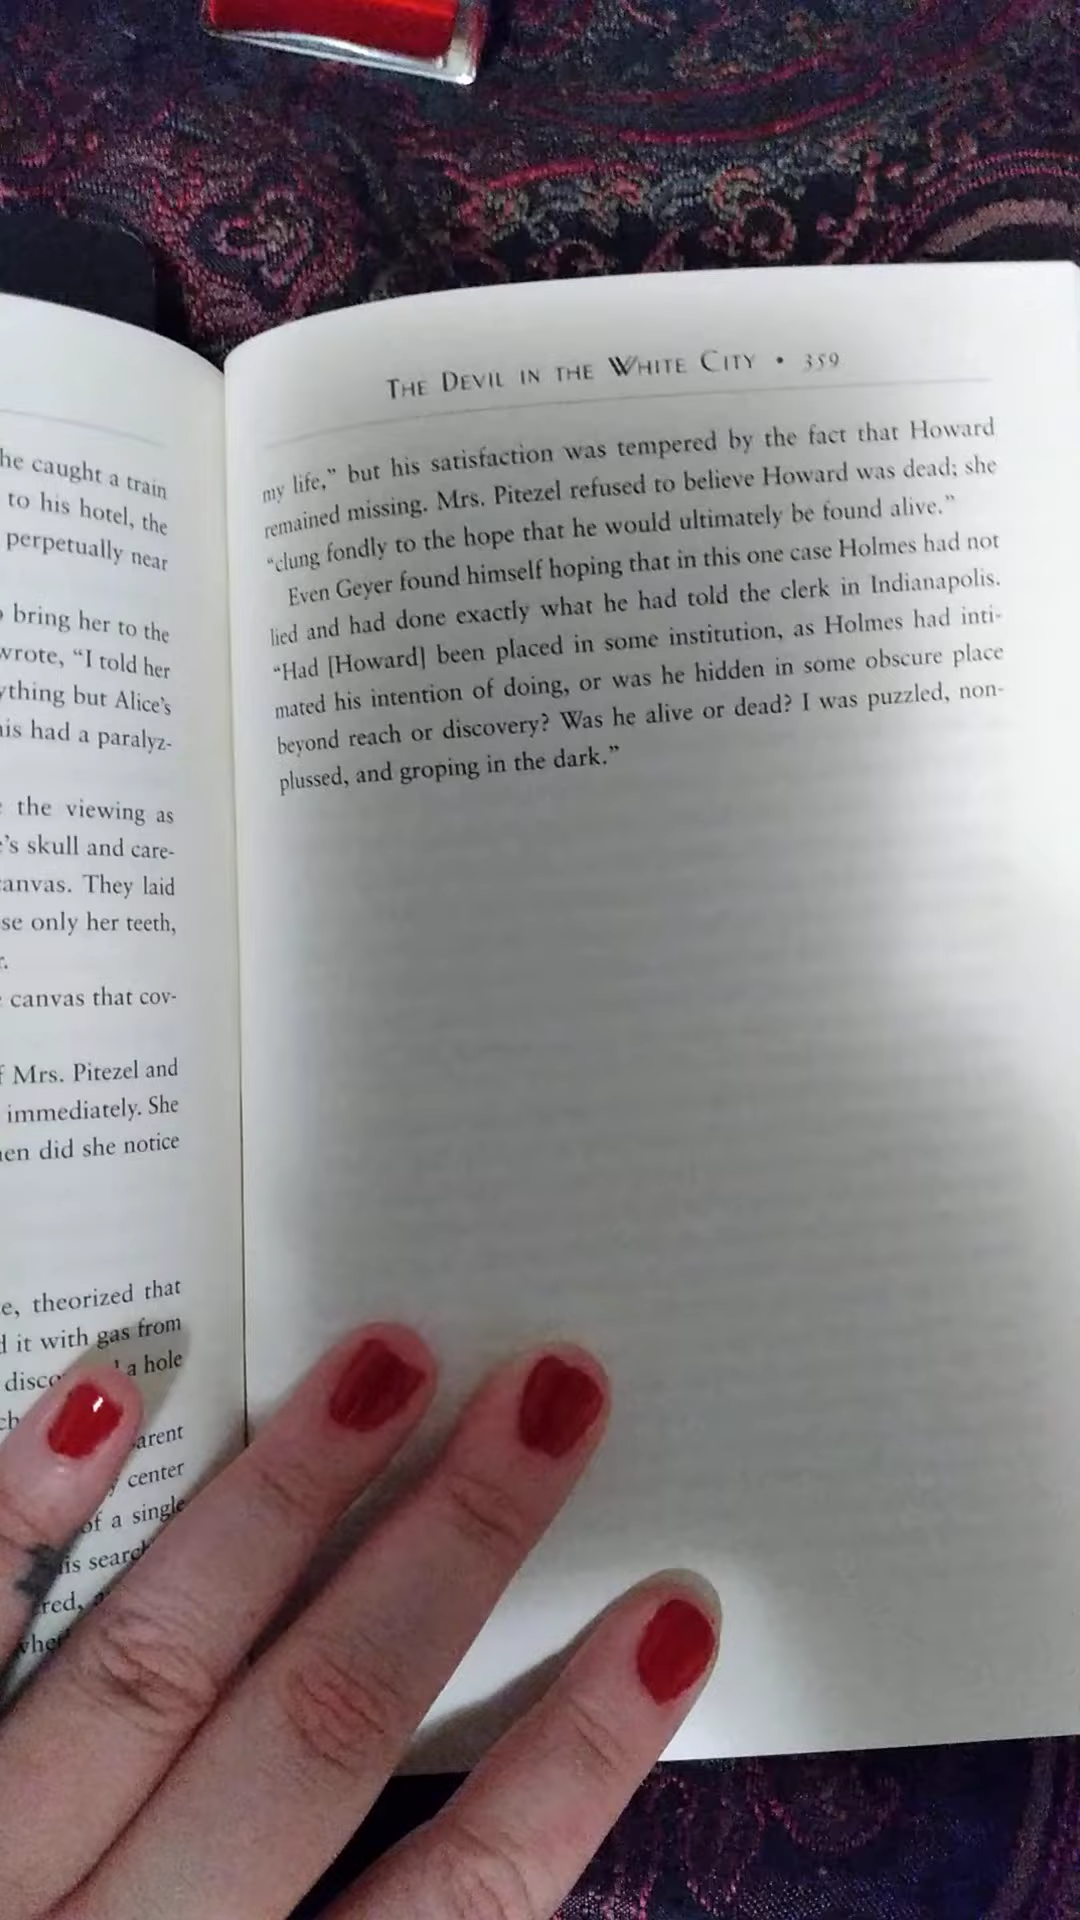 he caught a train
to his hotel, the
perpetually near
bring her to the
wrote, “I told her
ything but Alice’s
is had a paralyz-
the viewing as
’s skull and care-
canvas. They laid
se only her teeth,
r.
canvas that cov-
f Mrs. Pitezel and
immediately. She
en did she notice
e, theorized that
d it with gas from
disco a hole
ch
arent
center
of a single
is search
red,
whe
THE DEVIL IN THE WHITE CITY • 359
my life,” but his satisfaction was tempered by the fact that Howard
remained missing. Mrs. Pitezel refused to believe Howard was dead; she
“clung fondly to the hope that he would ultimately be found alive.”
Even Geyer found himself hoping that in this one case Holmes had not
lied and had done exactly what he had told the clerk in Indianapolis.
“Had [Howard] been placed in some institution, as Holmes had inti-
mated his intention of doing, or was he hidden in some obscure place
beyond reach or discovery? Was he alive or dead? I was puzzled, non-
plussed, and groping in the dark.”